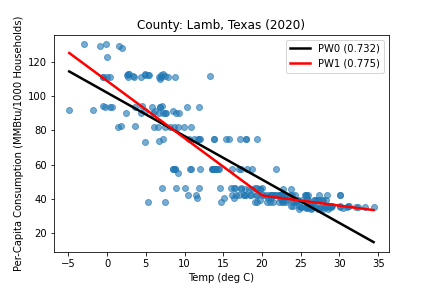 County: Lamb, Texas (2020)
PW0 (0.732)
PW1 (0.775)
Per-Capita Consumption (MMBtu/1000 Households)
120
100
80
60
40
20
−5 0 5 10 15 20 25 30 35
Temp (deg C)